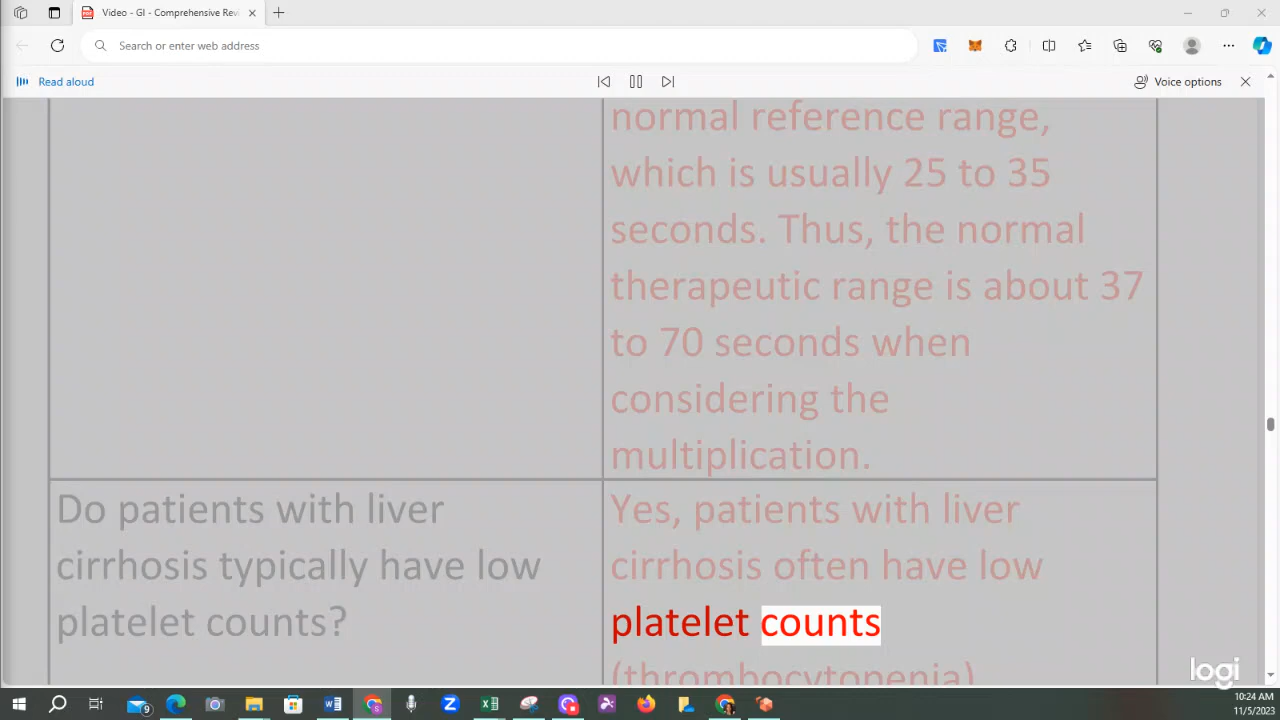 Video - GI - Comprehensive Revi
Search or enter web address
Read aloud
Voice options
normal reference range,
which is usually 25 to 35
seconds. Thus, the normal
therapeutic range is about 37
to 70 seconds when
considering the
multiplication.
Do patients with liver
cirrhosis typically have low
platelet counts?
Yes, patients with liver
cirrhosis often have low
platelet counts
(thrombocytopenia)
logi
10:24 AM
11/5/2023